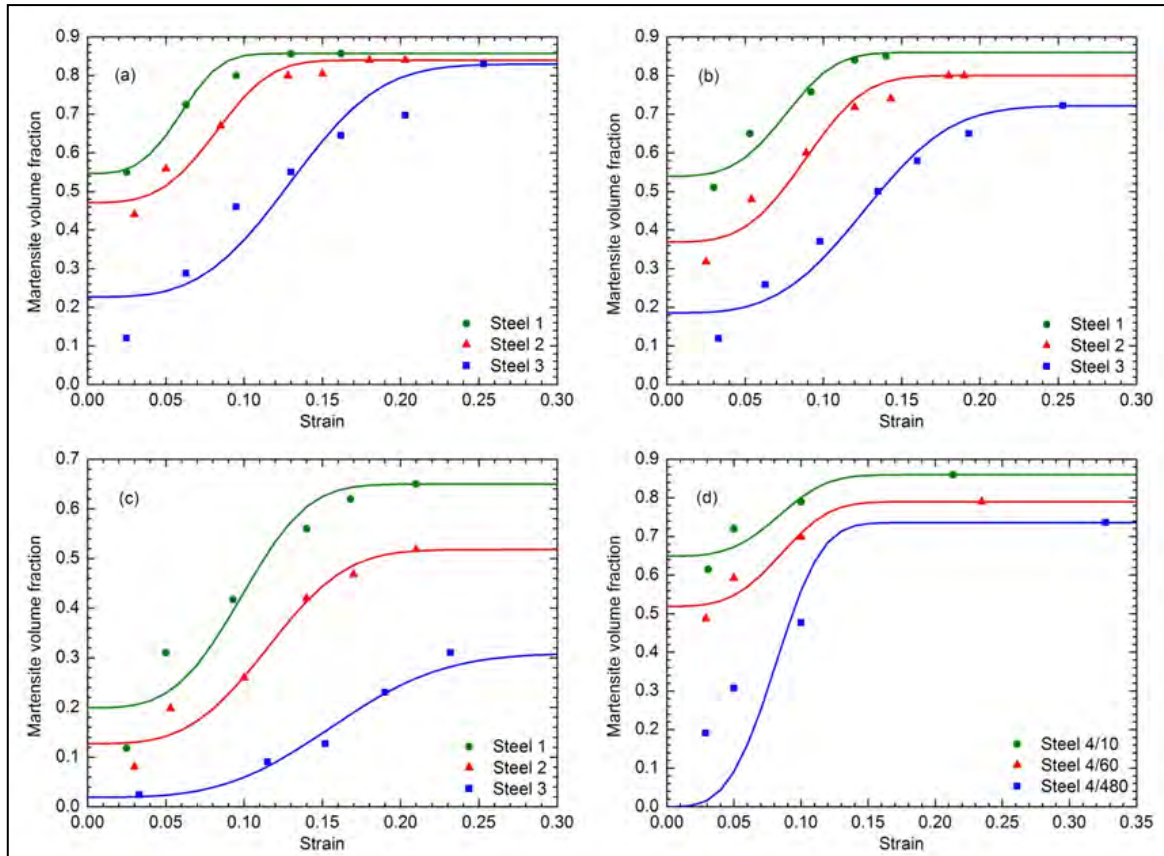 (a)
Martensite volume fraction
0.9
0.8
0.7
0.6
0.5
0.4
0.3
0.2
0.1
0.0
Steel 1
Steel 2
Steel 3
0.00 0.05 0.10 0.15 0.20 0.25 0.30
Strain
(b)
Martensite volume fraction
0.9
0.8
0.7
0.6
0.5
0.4
0.3
0.2
0.1
0.0
Steel 1
Steel 2
Steel 3
0.00 0.05 0.10 0.15 0.20 0.25 0.30
Strain
(c)
Martensite volume fraction
0.7
0.6
0.5
0.4
0.3
0.2
0.1
0.0
Steel 1
Steel 2
Steel 3
0.00 0.05 0.10 0.15 0.20 0.25 0.30
Strain
(d)
Martensite volume fraction
0.9
0.8
0.7
0.6
0.5
0.4
0.3
0.2
0.1
0.0
Steel 4/10
Steel 4/60
Steel 4/480
0.00 0.05 0.10 0.15 0.20 0.25 0.30 0.35
Strain